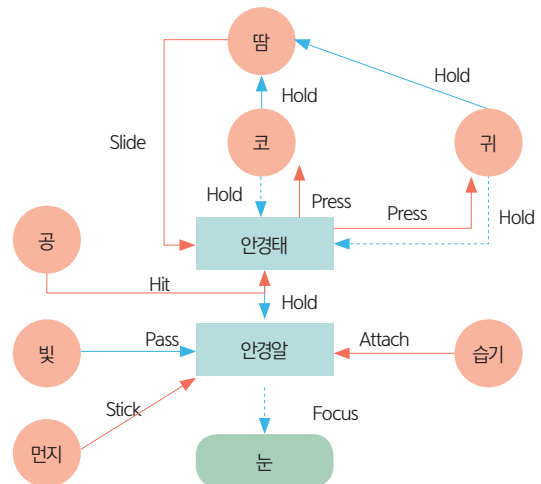 땀
Hold
Hold
Slide
코
귀
Hold
Press
Press
Hold
공
안경태
Hit
Hold
빛
Pass
안경알
Attach
습기
Stick
Focus
먼지
눈